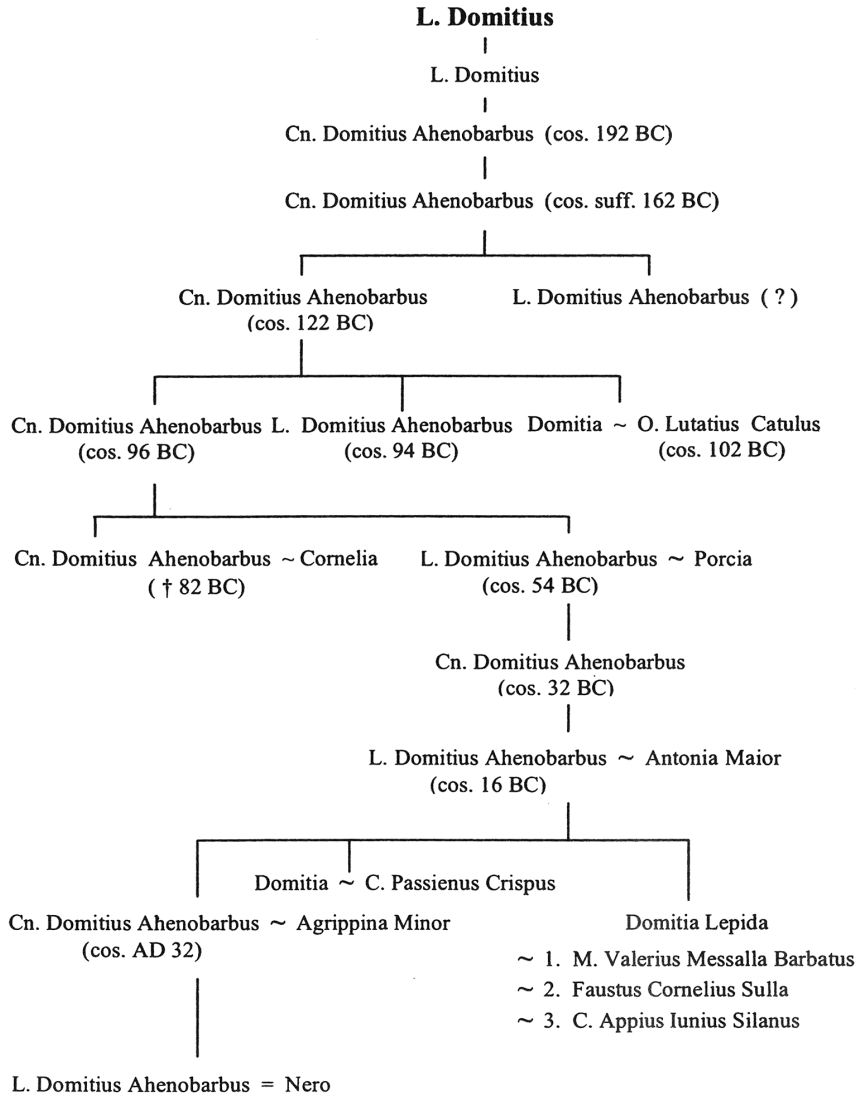 L. Domitius
L. Domitius
Cn. Domitius Ahenobarbus (cos. 192 BC)
Cn. Domitius Ahenobarbus (cos. suff. 162 BC)
Cn. Domitius Ahenobarbus L. Domitius Ahenobarbus ( ? )
(cos. 122 BC)
Cn. Domitius Ahenobarbus L. Domitius Ahenobarbus Domitia ~ O. Lutatius Catulus
(cos. 96 BC) (cos. 94 BC) (cos. 102 BC)
Cn. Domitius Ahenobarbus ~ Cornelia L. Domitius Ahenobarbus ~ Porcia
( † 82 BC) (cos. 54 BC)
Cn. Domitius Ahenobarbus
(cos. 32 BC)
L. Domitius Ahenobarbus ~ Antonia Maior
(cos. 16 BC)
Domitia ~ C. Passienus Crispus
Cn. Domitius Ahenobarbus ~ Agrippina Minor Domitia Lepida
(cos. AD 32)
~ 1. M. Valerius Messalla Barbatus
~ 2. Faustus Cornelius Sulla
~ 3. C. Appius Iunius Silanus
L. Domitius Ahenobarbus = Nero